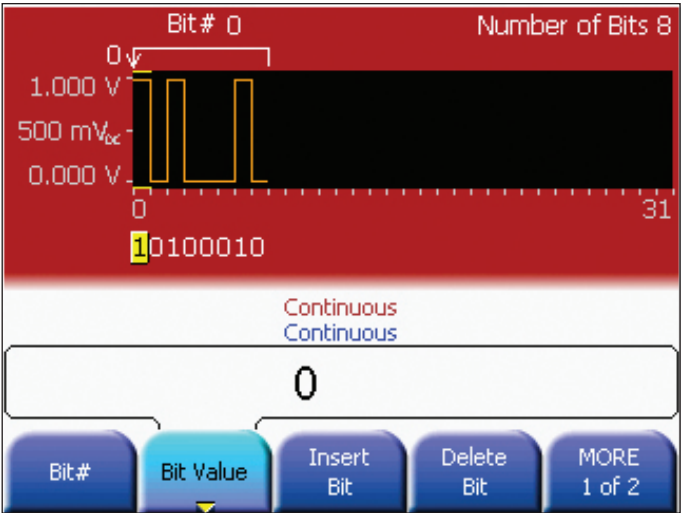 Bit# 0
Number of Bits 8
0
1.000 V
500 mVDC
0.000 V
0
31
10100010
Continuous
Continuous
0
Bit#
Bit Value
Insert
Bit
Delete
Bit
MORE
1 of 2